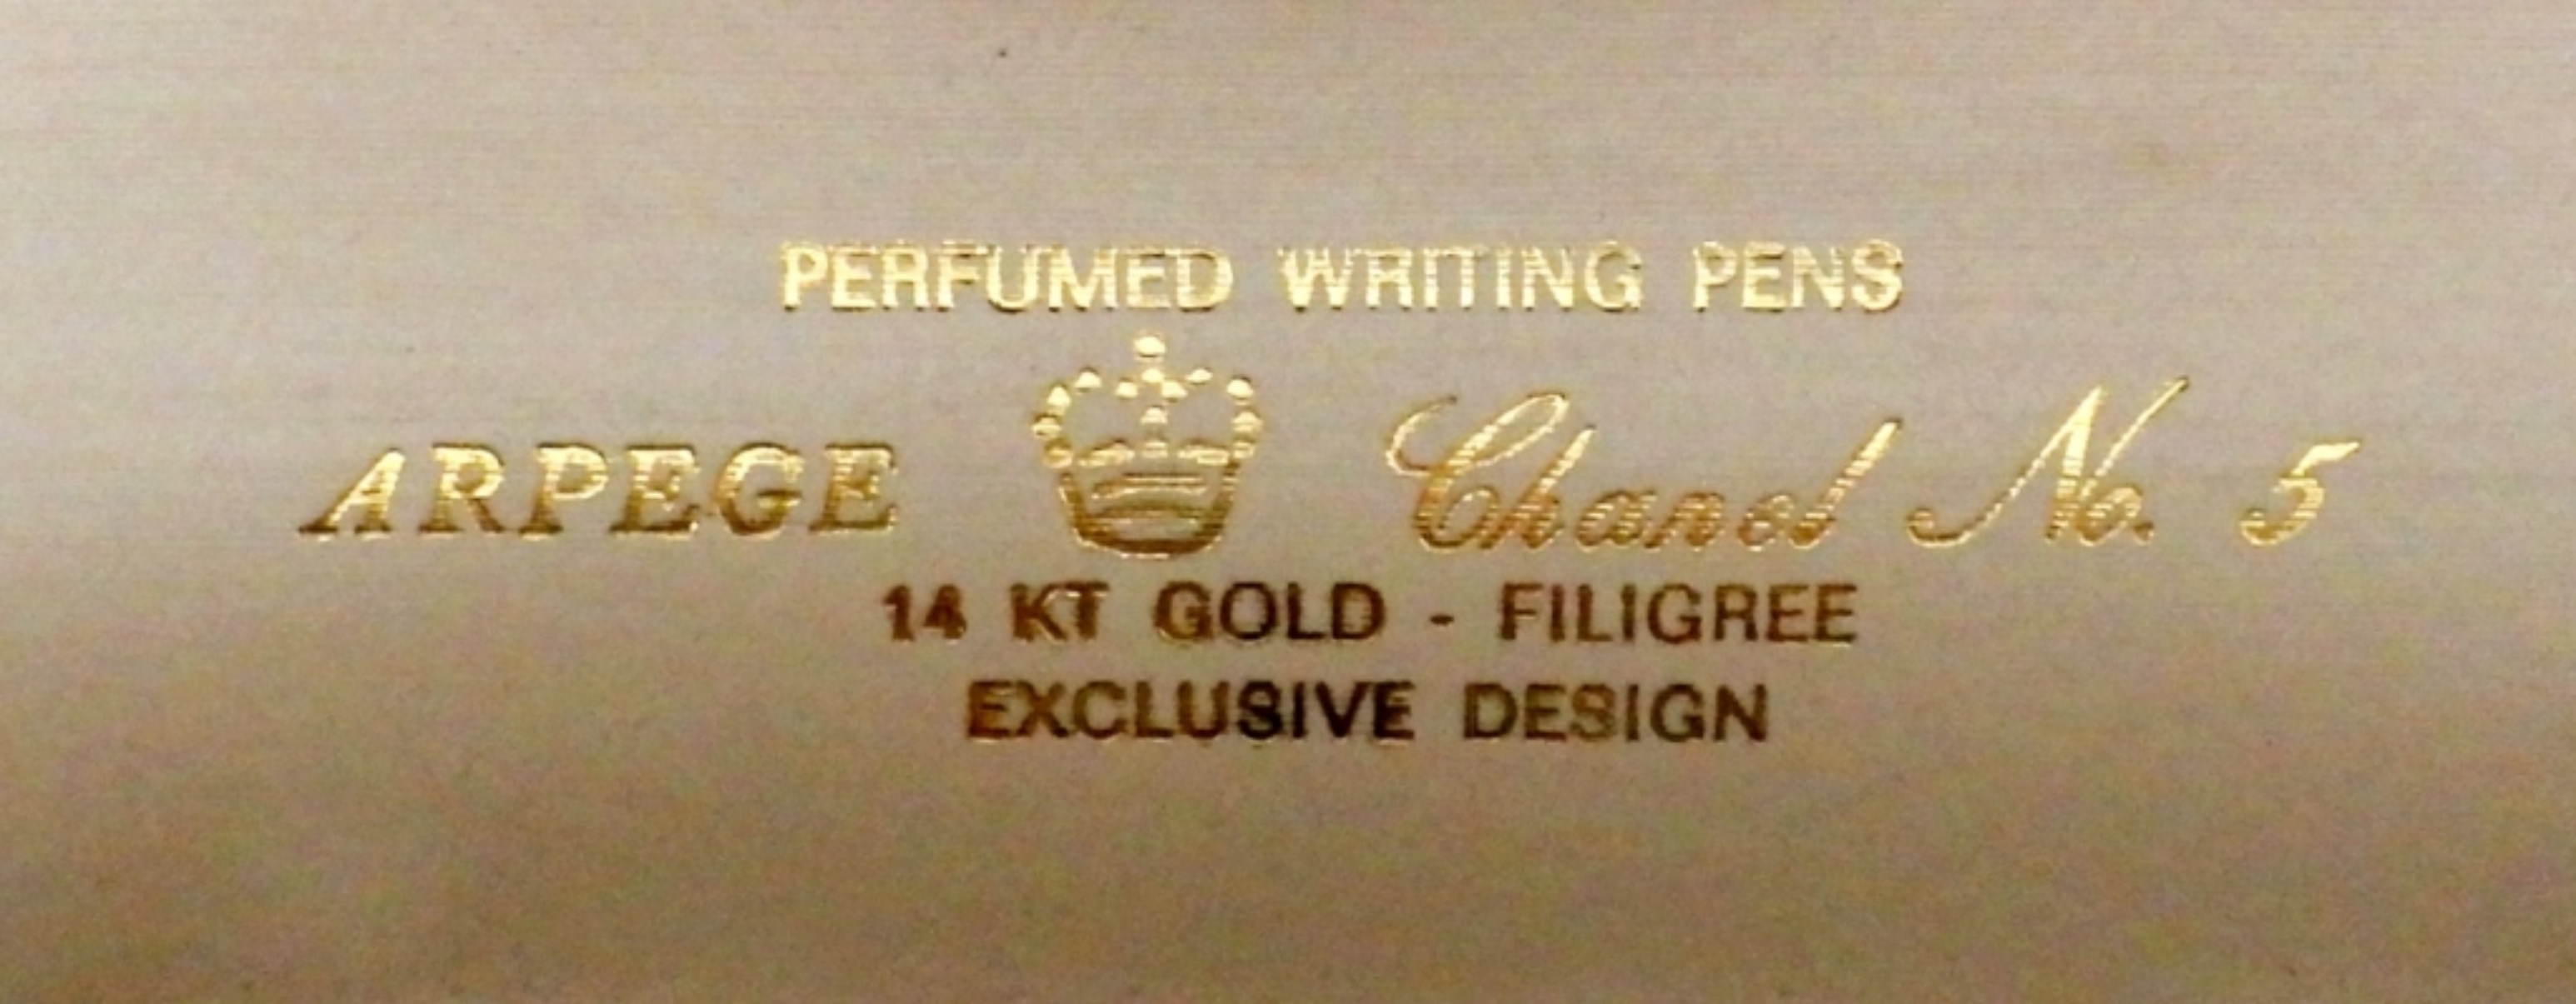 PERFUMED WRITING PENS
ARPEGE Chanel No. 5
14 KT GOLD - FILIGREE
EXCLUSIVE DESIGN